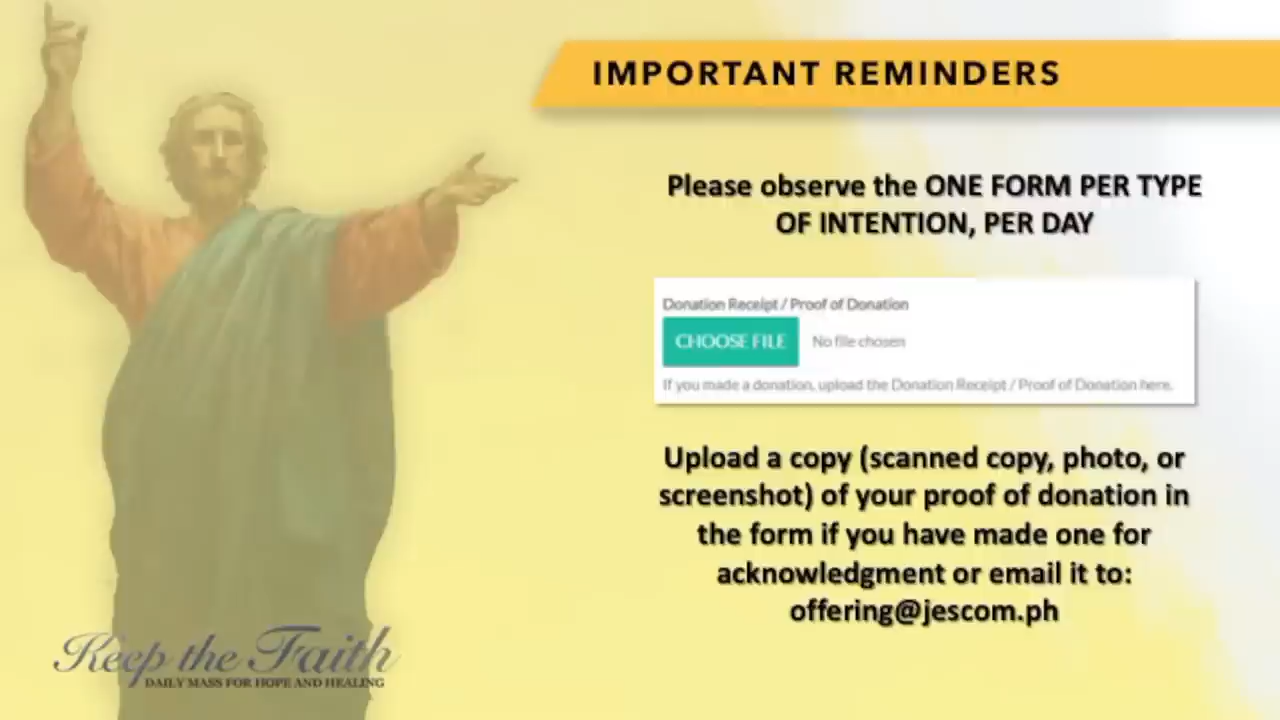 IMPORTANT REMINDERS
Please observe the ONE FORM PER TYPE
OF INTENTION, PER DAY
Donation Receipt / Proof of Donation
CHOOSE FILE No file chosen
If you made a donation, upload the Donation Receipt / Proof of Donation here.
Upload a copy (scanned copy, photo, or
screenshot) of your proof of donation in
the form if you have made one for
acknowledgment or email it to:
offering@jescom.ph
Keep the Faith
DAILY MASS FOR HOPE AND HEALING